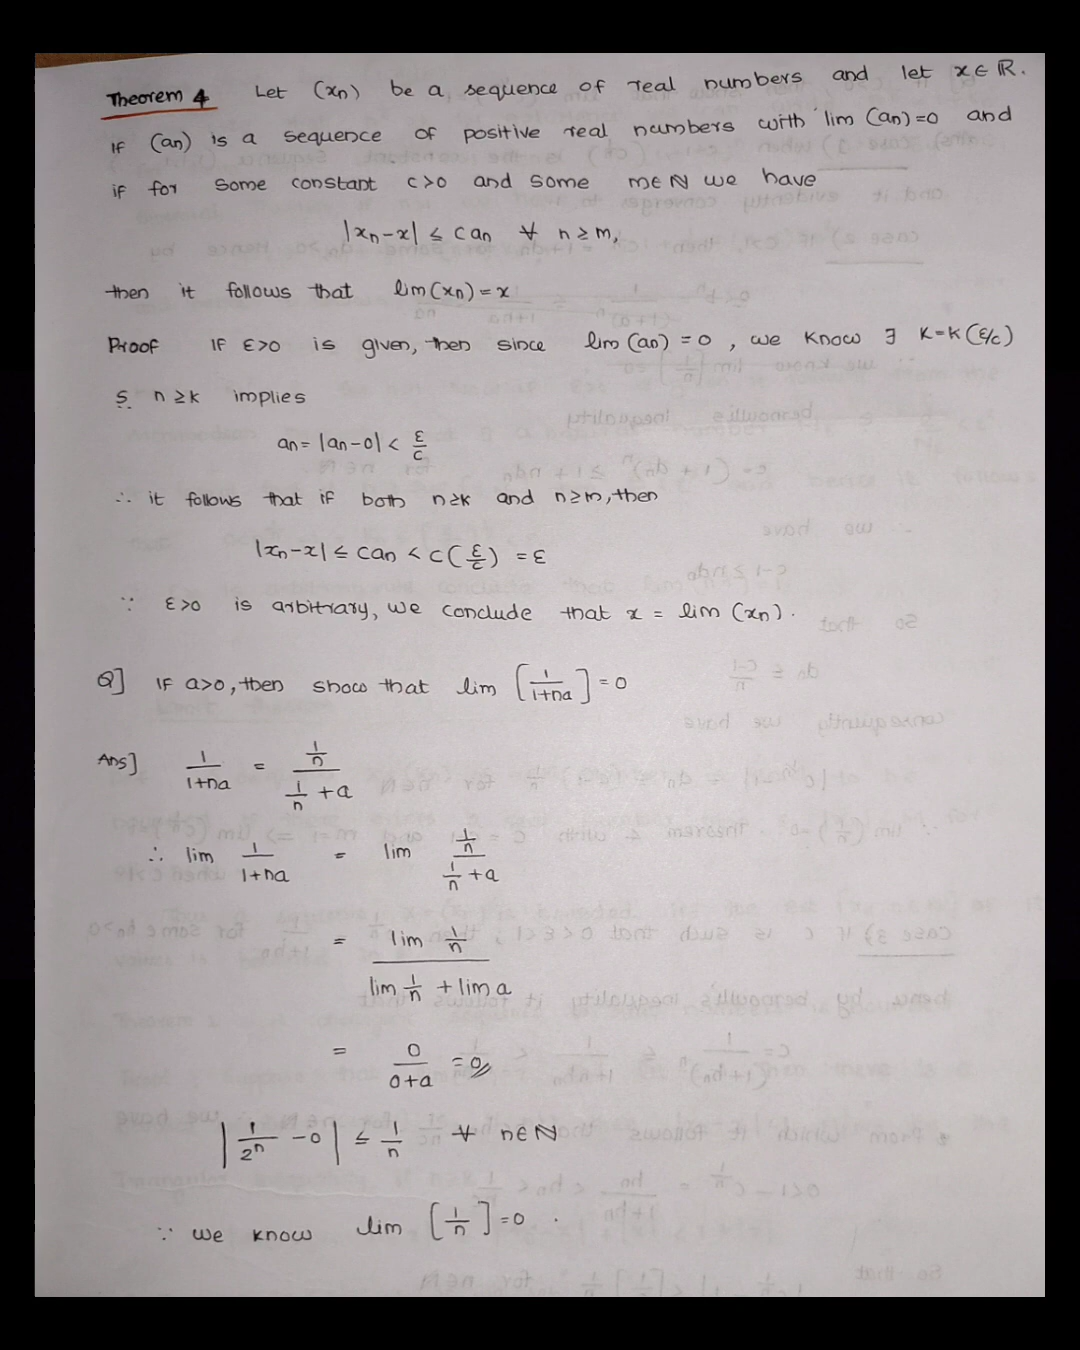 Theorem 4 Let (xn) be a sequence of real numbers and let x ∈ ℝ.
If (an) is a sequence of positive real numbers with lim (an)=0 and
if for some constant c>0 and some m∈ℕ we have
|xn-x| ≤ can ∀ n≥m,
then it follows that lim(xn)=x
Proof If ε>0 is given, then since lim (an) = 0, we know ∃ k=k(ε/c)
s. n≥k implies
an = |an-0| < ε/c
∴ it follows that if both n≥k and n≥m, then
|xn-x| ≤ can < c(ε/c) = ε
∵ ε>0 is arbitrary, we conclude that x = lim (xn).
Q] If a>0, then show that lim [1/(1+na)] = 0
Ans] 1/(1+na) = (1/n)/(1/n + a)
∴ lim 1/(1+na) = lim (1/n)/(1/n + a)
= (lim 1/n)/(lim 1/n + lim a)
= 0/(0+a) = 0
|1/2ⁿ - 0| ≤ 1/n ∀ n∈ℕ
∵ we know lim [1/n] = 0.